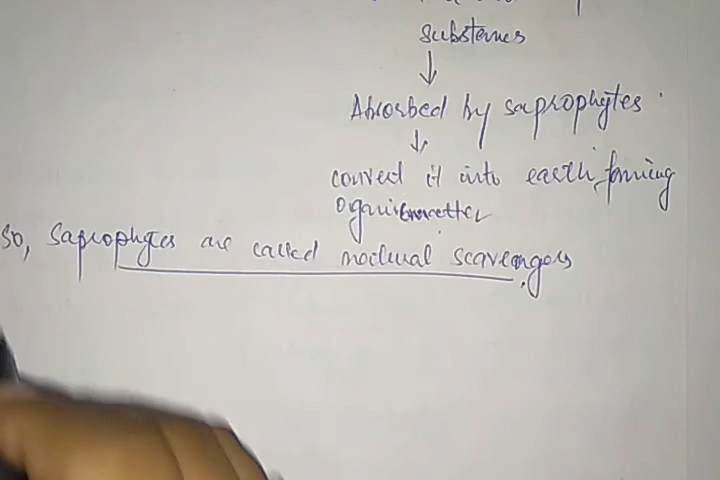 substances
↓
Absorbed by saprophytes.
↓
convert it into earth, forming
organic matter
So, Saprophytes are called natural scavengers.